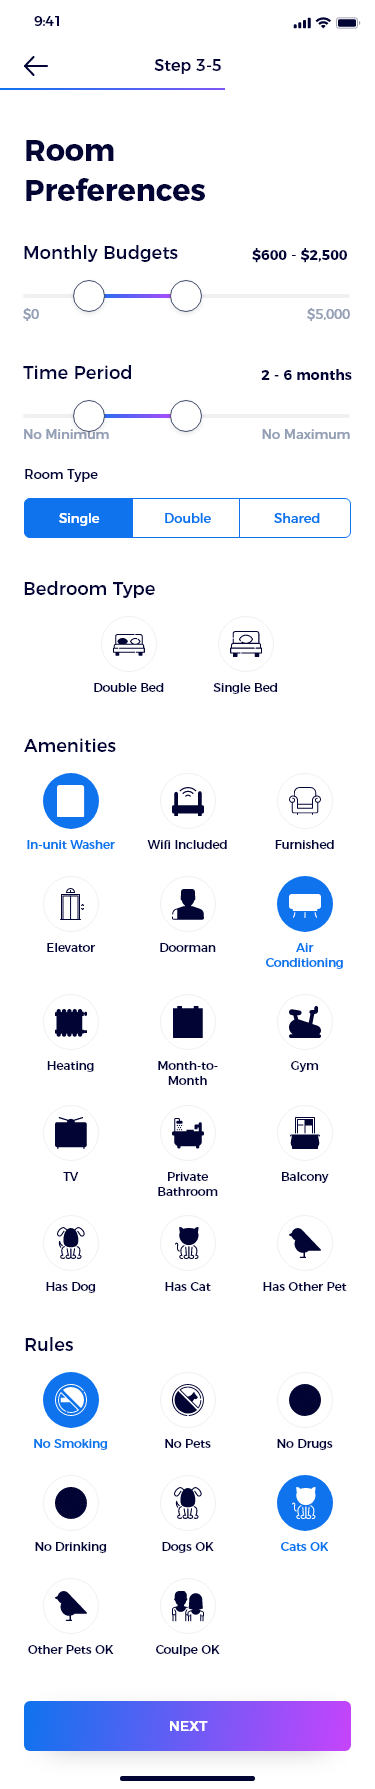 9:41
Step 3-5
Room
Preferences
Monthly Budgets
$600 - $2,500
$0
$5,000
Time Period
2 - 6 months
No Minimum
No Maximum
Room Type
Single
Double
Shared
Bedroom Type
Double Bed
Single Bed
Amenities
In-unit Washer
Wifi Included
Furnished
Elevator
Doorman
Air
Conditioning
Heating
Month-to-
Month
Gym
TV
Private
Bathroom
Balcony
Has Dog
Has Cat
Has Other Pet
Rules
No Smoking
No Pets
No Drugs
No Drinking
Dogs OK
Cats OK
Other Pets OK
Coulpe OK
NEXT